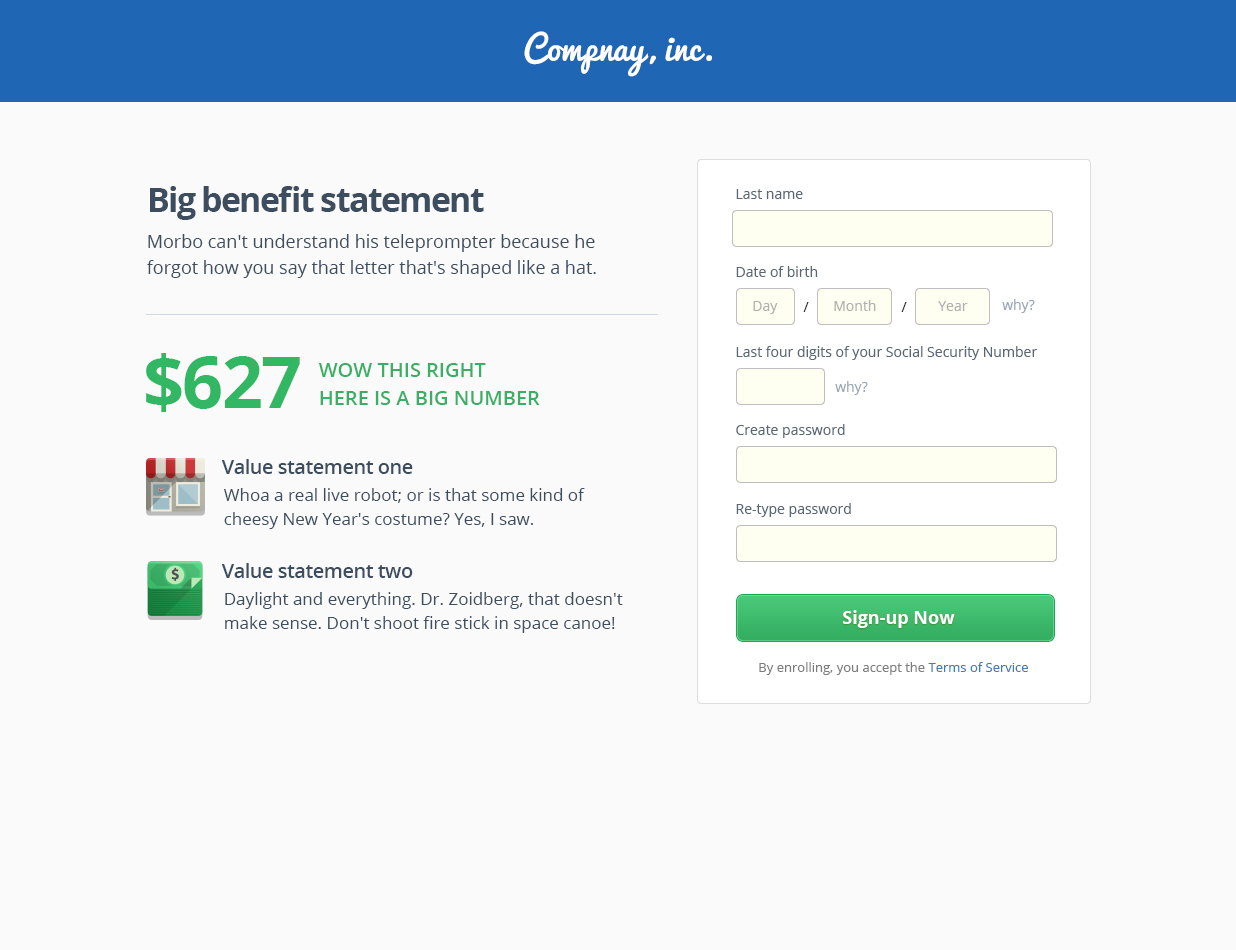 Compnay, inc.
Big benefit statement
Morbo can't understand his teleprompter because he
forgot how you say that letter that's shaped like a hat.
$627
WOW THIS RIGHT
HERE IS A BIG NUMBER
Value statement one
Whoa a real live robot; or is that some kind of
cheesy New Year's costume? Yes, I saw.
$
Value statement two
Daylight and everything. Dr. Zoidberg, that doesn't
make sense. Don't shoot fire stick in space canoe!
Last name
Date of birth
Day / Month / Year why?
Last four digits of your Social Security Number
why?
Create password
Re-type password
Sign-up Now
By enrolling, you accept the Terms of Service